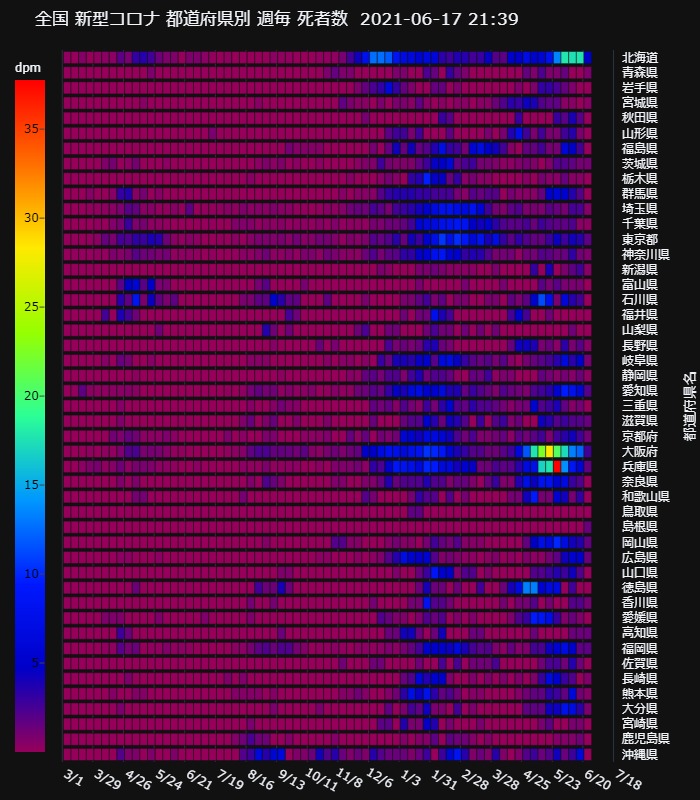 全国 新型コロナ 都道府県別 週毎 死者数 2021-06-17 21:39
dpm
35
30
25
20
15
10
5
北海道
青森県
岩手県
宮城県
秋田県
山形県
福島県
茨城県
栃木県
群馬県
埼玉県
千葉県
東京都
神奈川県
新潟県
富山県
石川県
福井県
山梨県
長野県
岐阜県
静岡県
愛知県
三重県
滋賀県
京都府
大阪府
兵庫県
奈良県
和歌山県
鳥取県
島根県
岡山県
広島県
山口県
徳島県
香川県
愛媛県
高知県
福岡県
佐賀県
長崎県
熊本県
大分県
宮崎県
鹿児島県
沖縄県
都道府県名
3/1 3/29 4/26 5/24 6/21 7/19 8/16 9/13 10/11 11/8 12/6 1/3 1/31 2/28 3/28 4/25 5/23 6/20 7/18